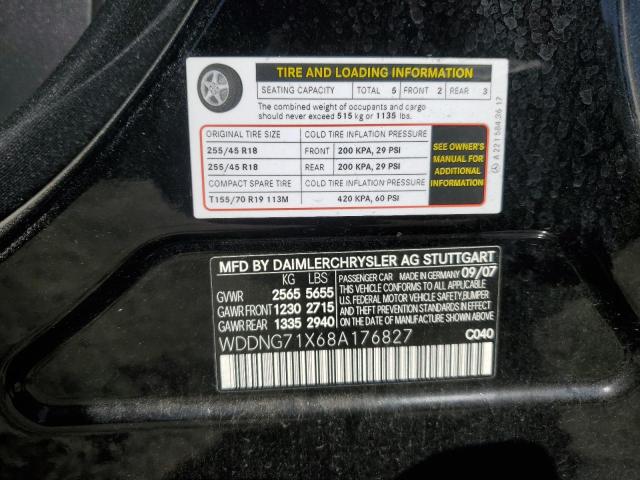 TIRE AND LOADING INFORMATION
SEATING CAPACITY TOTAL 5 FRONT 2 REAR 3
The combined weight of occupants and cargo
should never exceed 515 kg or 1135 lbs.
ORIGINAL TIRE SIZE COLD TIRE INFLATION PRESSURE
255/45 R18 FRONT 200 KPA, 29 PSI
255/45 R18 REAR 200 KPA, 29 PSI
COMPACT SPARE TIRE COLD TIRE INFLATION PRESSURE
T155/70 R19 113M 420 KPA, 60 PSI
SEE OWNER'S
MANUAL FOR
ADDITIONAL
INFORMATION
A 221 584 36 17
MFD BY DAIMLERCHRYSLER AG STUTTGART
KG LBS
GVWR 2565 5655
GAWR FRONT 1230 2715
GAWR REAR 1335 2940
PASSENGER CAR MADE IN GERMANY 09/07
THIS VEHICLE CONFORMS TO ALL APPLICABLE
U.S. FEDERAL MOTOR VEHICLE SAFETY, BUMPER
AND THEFT PREVENTION STANDARDS IN EFFECT
ON THE DATE OF MANUFACTURE SHOWN ABOVE.
WDDNG71X68A176827 C040